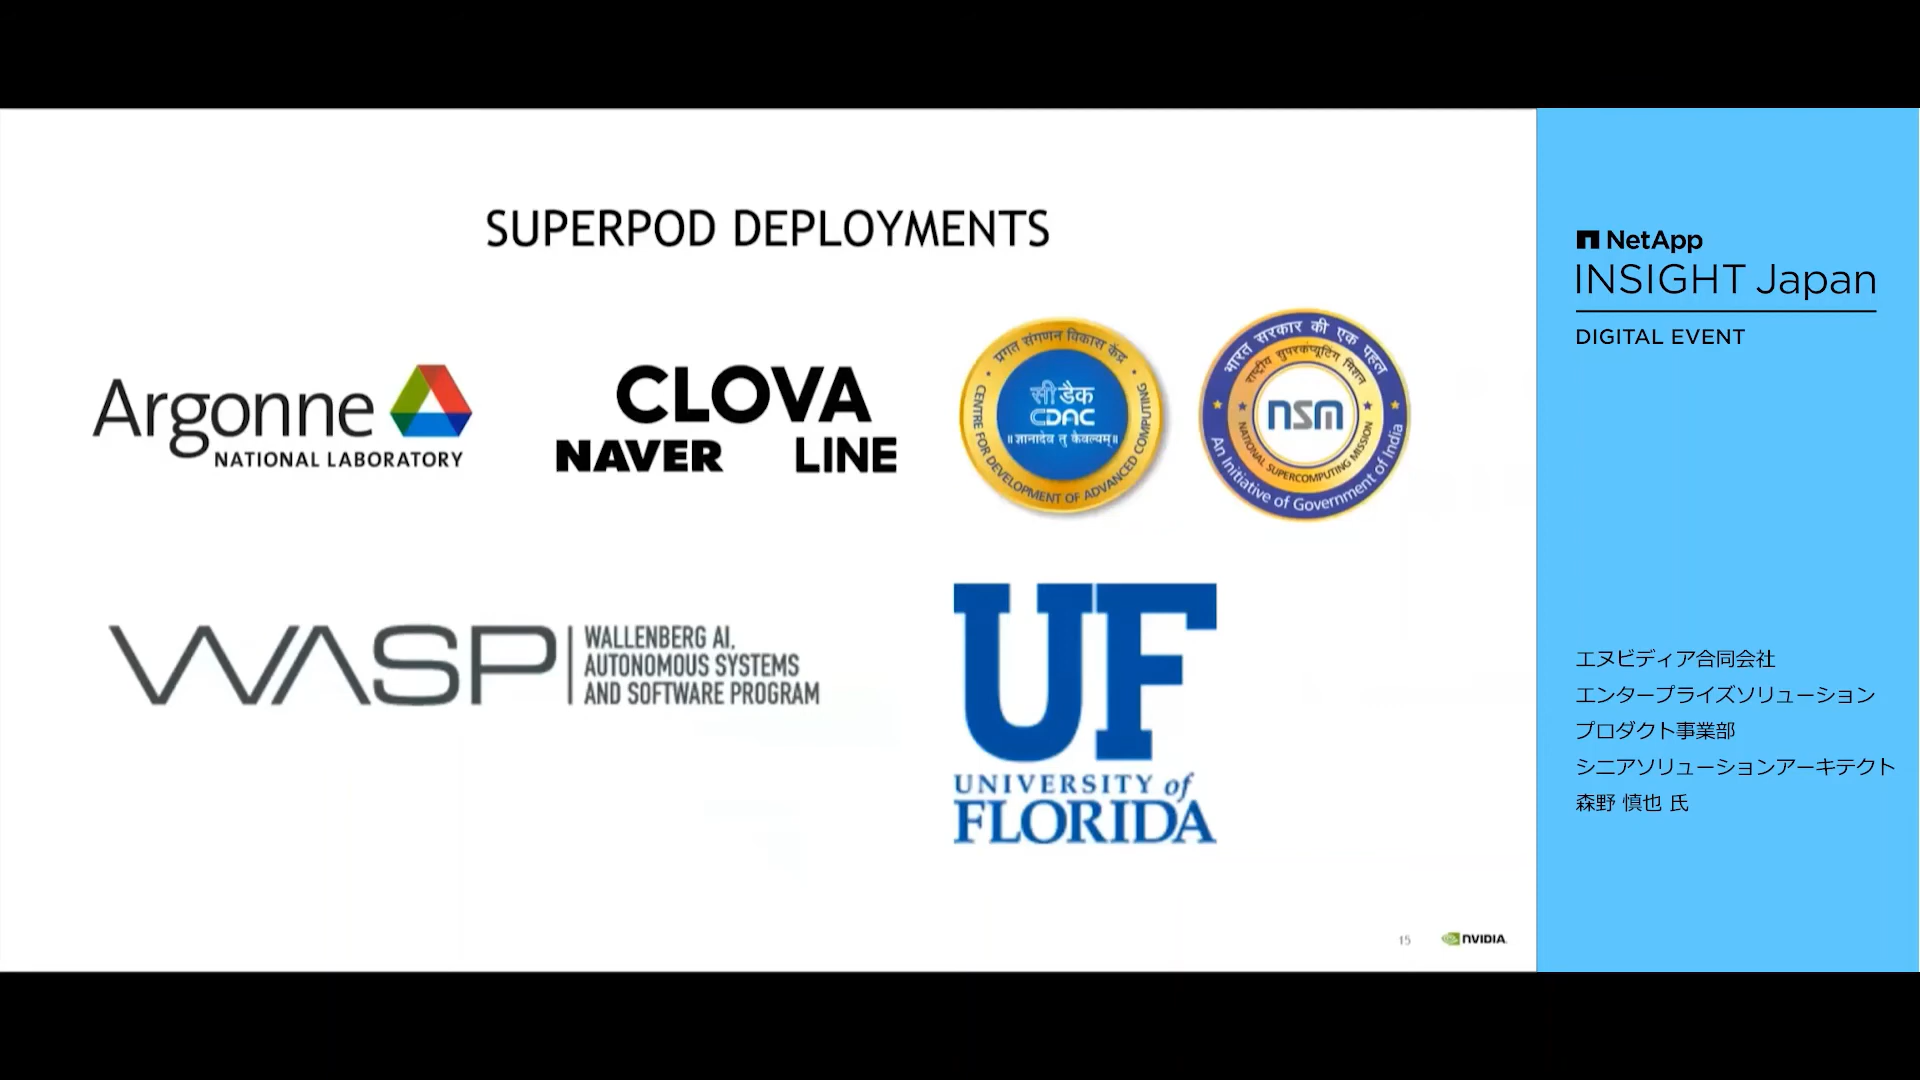 SUPERPOD DEPLOYMENTS
Argonne
NATIONAL LABORATORY
CLOVA
NAVER LINE
प्रगत संगणन विकास केंद्र
सी डैक
CDAC
॥ ज्ञानादेव तु कैवल्यम् ॥
CENTRE FOR DEVELOPMENT OF ADVANCED COMPUTING
भारत सरकार की एक पहल
राष्ट्रीय सुपरकंप्यूटिंग मिशन
nsm
NATIONAL SUPERCOMPUTING MISSION
An Initiative of Government of India
WASP
WALLENBERG AI,
AUTONOMOUS SYSTEMS
AND SOFTWARE PROGRAM
UF
UNIVERSITY of
FLORIDA
15
NVIDIA.
NetApp
INSIGHT Japan
DIGITAL EVENT
エヌビディア合同会社
エンタープライズソリューション
プロダクト事業部
シニアソリューションアーキテクト
森野 慎也 氏